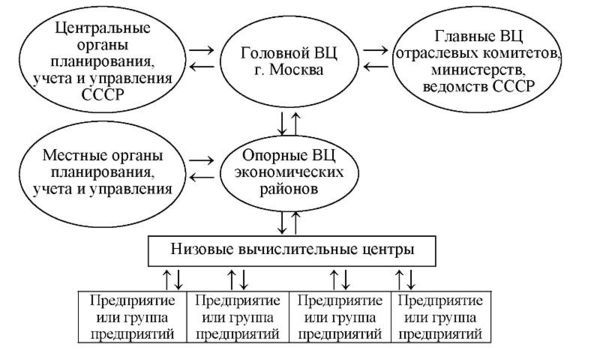 Центральные
органы
планирования,
учета и управления
СССР
Головной ВЦ
г. Москва
Главные ВЦ
отраслевых комитетов,
министерств,
ведомств СССР
Местные органы
планирования,
учета и управления
Опорные ВЦ
экономических
районов
Низовые вычислительные центры
Предприятие
или группа
предприятий
Предприятие
или группа
предприятий
Предприятие
или группа
предприятий
Предприятие
или группа
предприятий